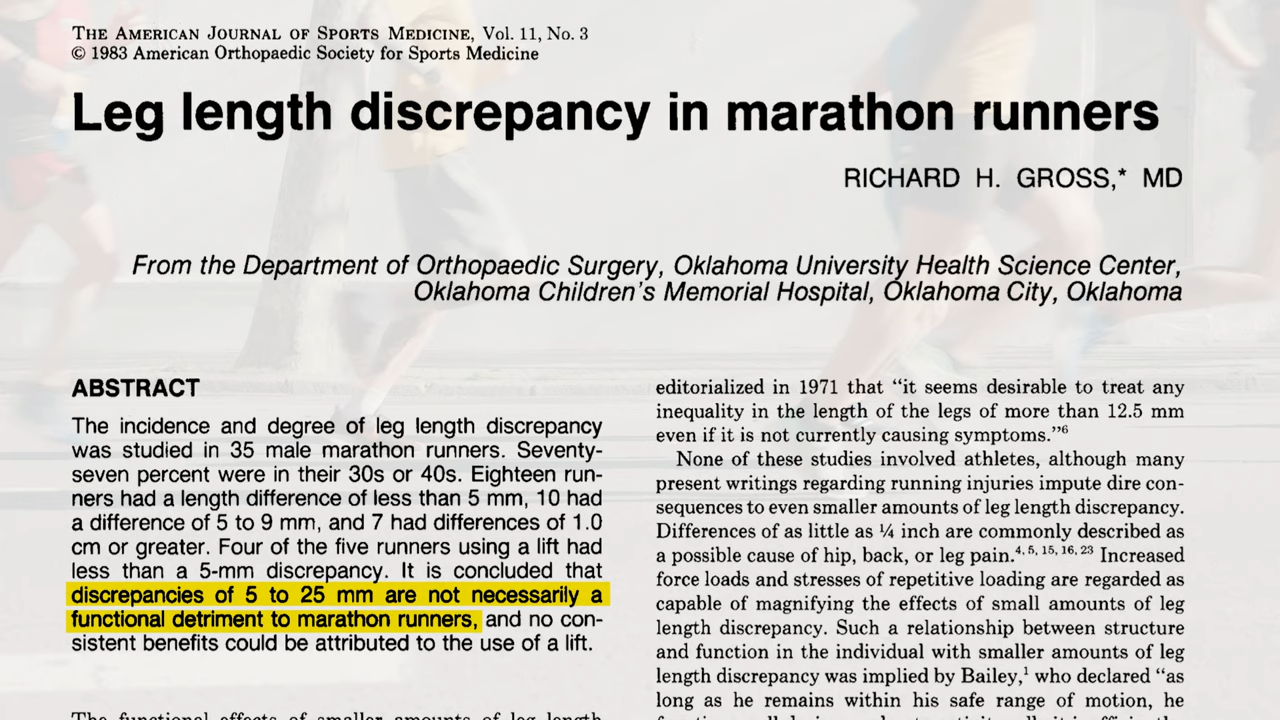 THE AMERICAN JOURNAL OF SPORTS MEDICINE, Vol. 11, No. 3
© 1983 American Orthopaedic Society for Sports Medicine
Leg length discrepancy in marathon runners
RICHARD H. GROSS,* MD
From the Department of Orthopaedic Surgery, Oklahoma University Health Science Center,
Oklahoma Children's Memorial Hospital, Oklahoma City, Oklahoma
ABSTRACT
The incidence and degree of leg length discrepancy
was studied in 35 male marathon runners. Seventy-
seven percent were in their 30s or 40s. Eighteen run-
ners had a length difference of less than 5 mm, 10 had
a difference of 5 to 9 mm, and 7 had differences of 1.0
cm or greater. Four of the five runners using a lift had
less than a 5-mm discrepancy. It is concluded that
discrepancies of 5 to 25 mm are not necessarily a
functional detriment to marathon runners, and no con-
sistent benefits could be attributed to the use of a lift.
The functional effects of smaller amounts of leg length
editorialized in 1971 that “it seems desirable to treat any
inequality in the length of the legs of more than 12.5 mm
even if it is not currently causing symptoms.”6
None of these studies involved athletes, although many
present writings regarding running injuries impute dire con-
sequences to even smaller amounts of leg length discrepancy.
Differences of as little as ¼ inch are commonly described as
a possible cause of hip, back, or leg pain.4, 5, 15, 16, 23 Increased
force loads and stresses of repetitive loading are regarded as
capable of magnifying the effects of small amounts of leg
length discrepancy. Such a relationship between structure
and function in the individual with smaller amounts of leg
length discrepancy was implied by Bailey,1 who declared “as
long as he remains within his safe range of motion, he